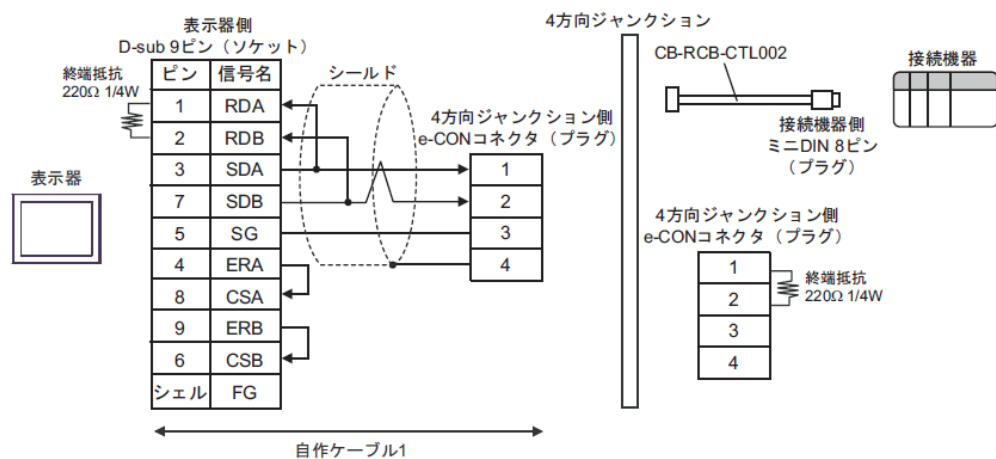 表示器側
D-sub 9ピン（ソケット）
終端抵抗
220Ω 1/4W
ピン 信号名
1 RDA
2 RDB
3 SDA
7 SDB
5 SG
4 ERA
8 CSA
9 ERB
6 CSB
シェル FG
表示器
シールド
4方向ジャンクション側
e-CONコネクタ（プラグ）
1
2
3
4
自作ケーブル1
4方向ジャンクション
CB-RCB-CTL002
接続機器側
ミニDIN 8ピン
（プラグ）
接続機器
4方向ジャンクション側
e-CONコネクタ（プラグ）
1
2
3
4
終端抵抗
220Ω 1/4W